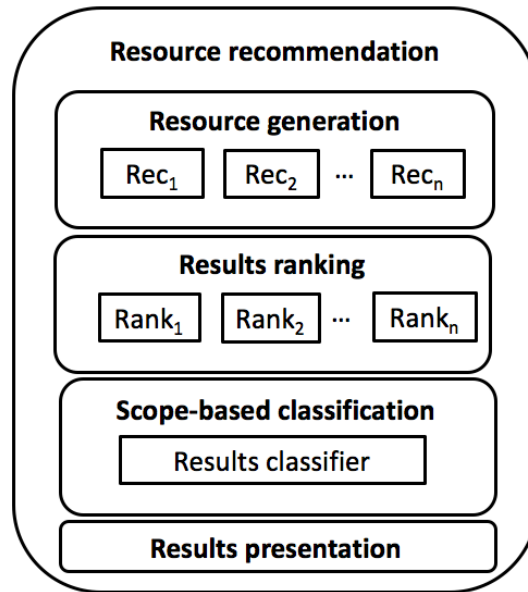 Resource recommendation
Resource generation
Rec₁ Rec₂ ... Recₙ
Results ranking
Rank₁ Rank₂ ... Rankₙ
Scope-based classification
Results classifier
Results presentation